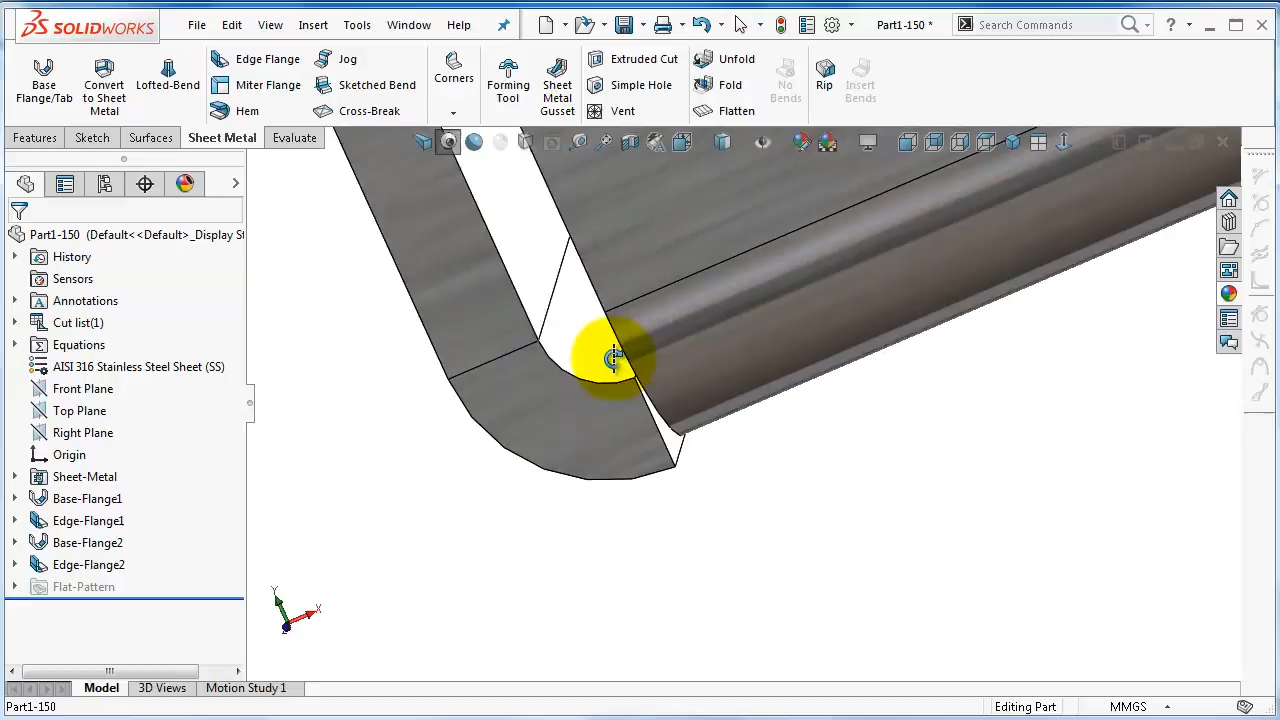 SOLIDWORKS
File Edit View Insert Tools Window Help
Part1-150 *
Search Commands
?
Base Flange/Tab
Convert to Sheet Metal
Lofted-Bend
Edge Flange
Miter Flange
Hem
Jog
Sketched Bend
Cross-Break
Corners
Forming Tool
Sheet Metal Gusset
Extruded Cut
Simple Hole
Vent
Unfold
Fold
Flatten
No Bends
Rip
Insert Bends
Features Sketch Surfaces Sheet Metal Evaluate
Part1-150 (Default<<Default>_Display St
History
Sensors
Annotations
Cut list(1)
Equations
AISI 316 Stainless Steel Sheet (SS)
Front Plane
Top Plane
Right Plane
Origin
Sheet-Metal
Base-Flange1
Edge-Flange1
Base-Flange2
Edge-Flange2
Flat-Pattern
Y
X
Z
Model 3D Views Motion Study 1
Part1-150
Editing Part
MMGS